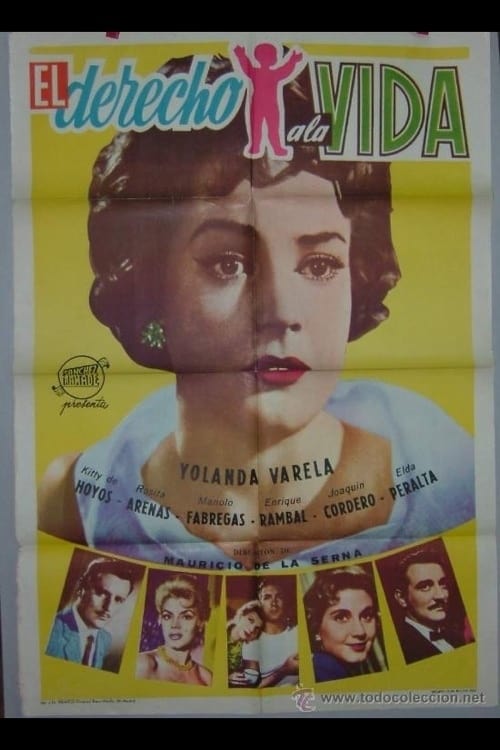 EL derecho a la VIDA
SANCHEZ RAMADE
presenta
YOLANDA VARELA
Kitty de HOYOS - Rosita ARENAS - Manolo FABREGAS - Enrique RAMBAL - Joaquin CORDERO - Elda PERALTA
DIRECCION DE
MAURICIO DE LA SERNA
www.todocoleccion.net